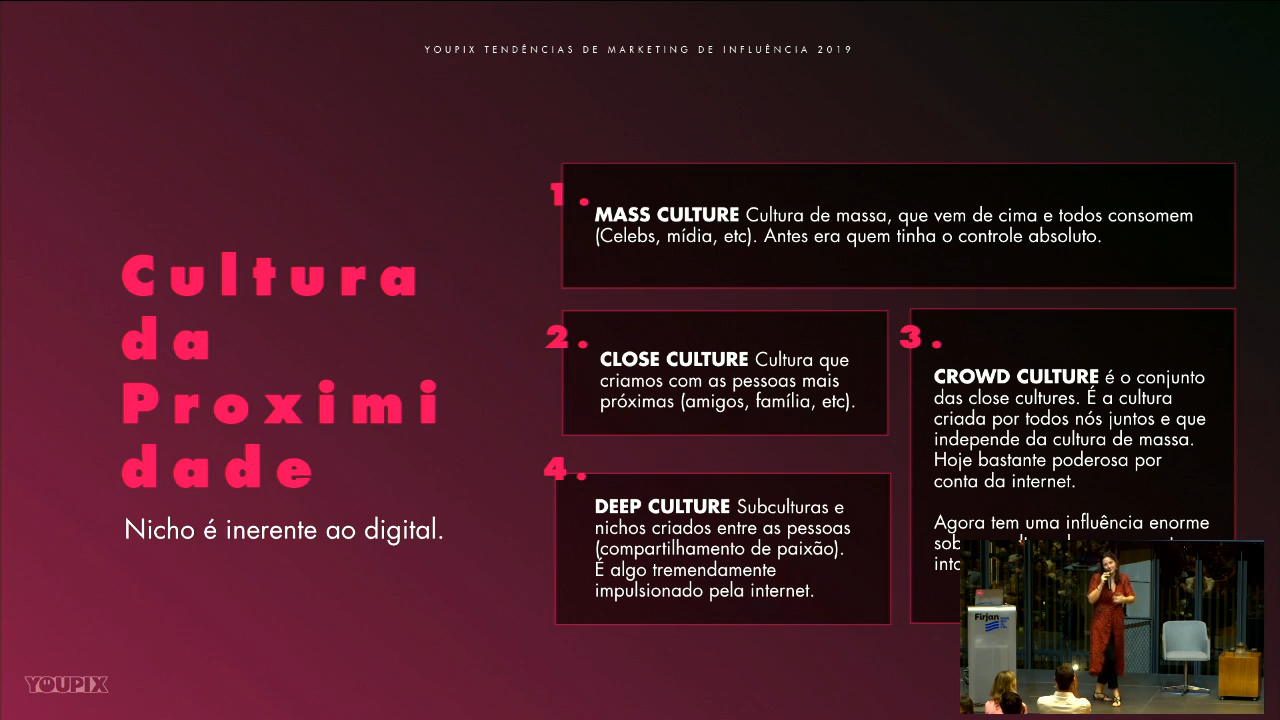 YOUPIX TENDÊNCIAS DE MARKETING DE INFLUÊNCIA 2019
Cultura
da
Proximi
dade
Nicho é inerente ao digital.
1.
MASS CULTURE Cultura de massa, que vem de cima e todos consomem
(Celebs, mídia, etc). Antes era quem tinha o controle absoluto.
2.
CLOSE CULTURE Cultura que
criamos com as pessoas mais
próximas (amigos, família, etc).
3.
CROWD CULTURE é o conjunto
das close cultures. É a cultura
criada por todos nós juntos e que
independe da cultura de massa.
Hoje bastante poderosa por
conta da internet.
Agora tem uma influência enorme
4.
DEEP CULTURE Subculturas e
nichos criados entre as pessoas
(compartilhamento de paixão).
É algo tremendamente
impulsionado pela internet.
Firjan
YOUPIX